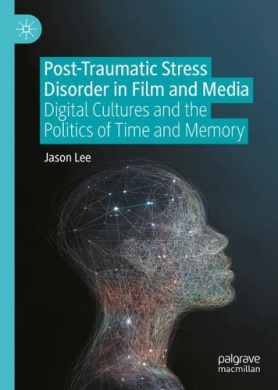 Post-Traumatic Stress
Disorder in Film and Media
Digital Cultures and the
Politics of Time and Memory
Jason Lee
palgrave
macmillan